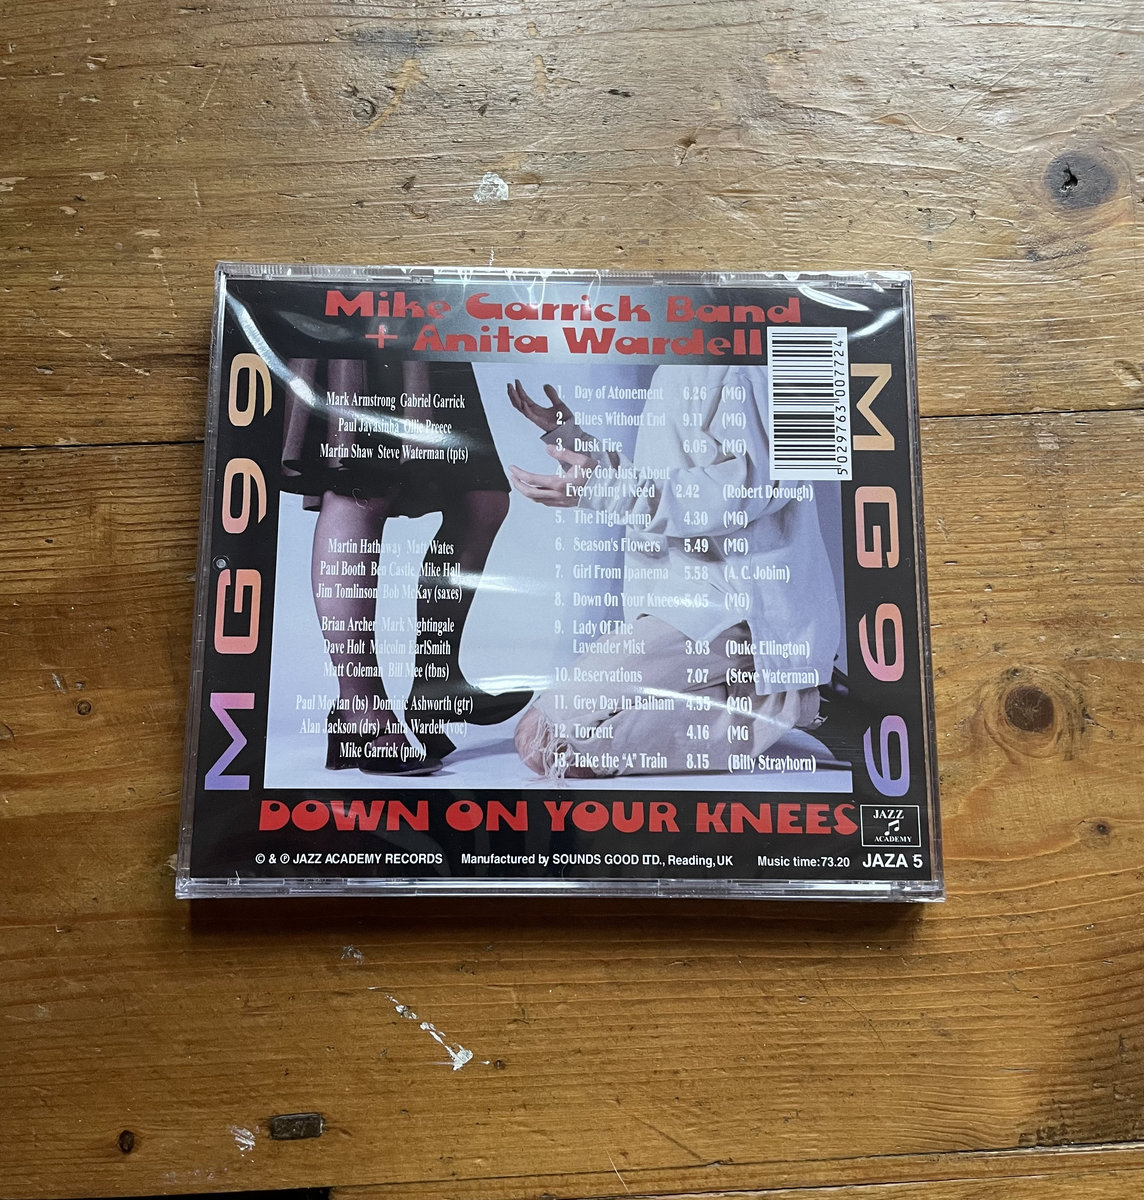 Mike Garrick Band
+ Anita Wardell
MG99
Mark Armstrong Gabriel Garrick
Paul Jayasinha Ollie Preece
Martin Shaw Steve Waterman (tpts)
Martin Hathaway Matt Wates
Paul Booth Ben Castle Mike Hall
Jim Tomlinson Bob McKay (saxes)
Brian Archer Mark Nightingale
Dave Holt Malcolm EarlSmith
Matt Coleman Bill Mee (tbns)
Paul Moylan (bs) Dominic Ashworth (gtr)
Alan Jackson (drs) Anita Wardell (voc)
Mike Garrick (pno))
1. Day of Atonement 6.26 (MG)
2. Blues Without End 9.11 (MG)
3. Dusk Fire 6.05 (MG)
4. I've Got Just About
Everything I Need 2.42 (Robert Dorough)
5. The High Jump 4.30 (MG)
6. Season's Flowers 5.49 (MG)
7. Girl From Ipanema 5.58 (A. C. Jobim)
8. Down On Your Knees 5.05 (MG)
9. Lady Of The
Lavender Mist 3.03 (Duke Ellington)
10. Reservations 7.07 (Steve Waterman)
11. Grey Day In Balham 4.55 (MG)
12. Torrent 4.16 (MG
13. Take the "A" Train 8.15 (Billy Strayhorn)
5029763007724
MG99
DOWN ON YOUR KNEES
JAZZ
ACADEMY
© & ℗ JAZZ ACADEMY RECORDS Manufactured by SOUNDS GOOD LTD., Reading, UK Music time:73.20 JAZA 5